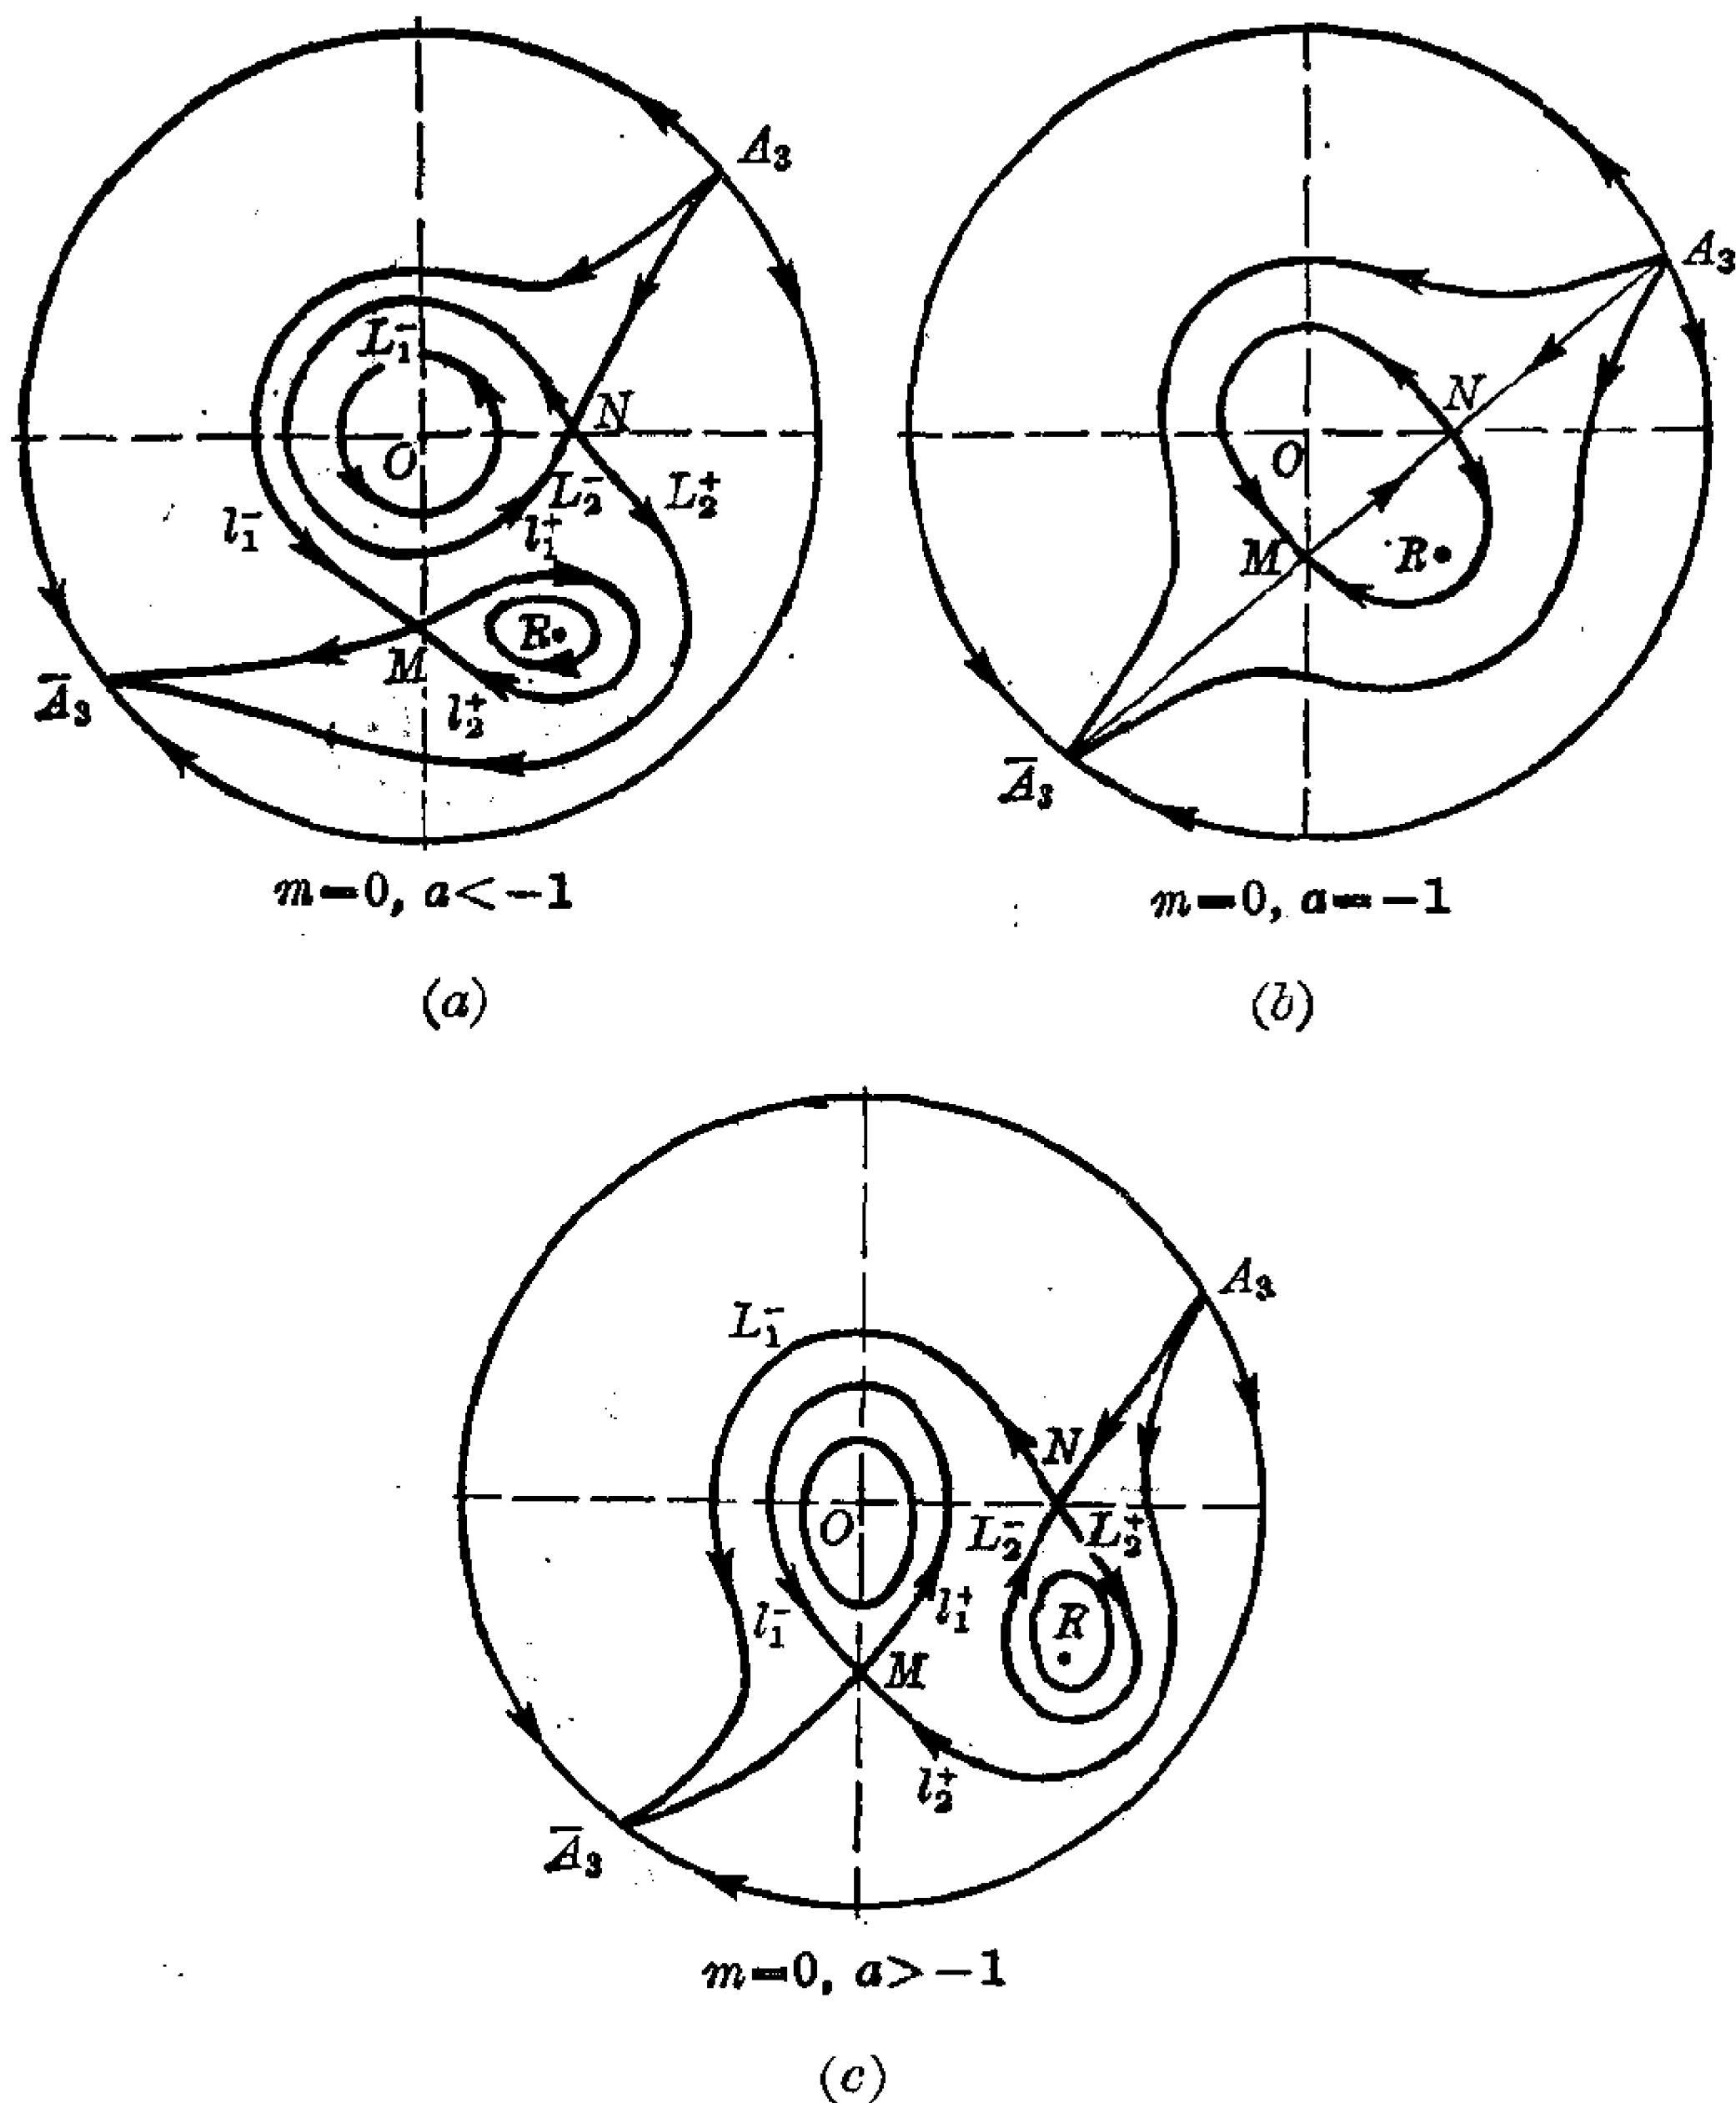 A₃
L₁⁻
N
O
L₂⁻ L₂⁺
l₁⁻ l₁⁺
R
M
Ā₃
l₂⁺
m=0, a<-1
(a)
A₃
N
O
M R
Ā₃
m=0, a=-1
(b)
A₃
L₁⁻
N
O L₂⁻ L₂⁺
l₁⁻ l₁⁺ R
M
l₂⁺
Ā₃
m=0, a>-1
(c)